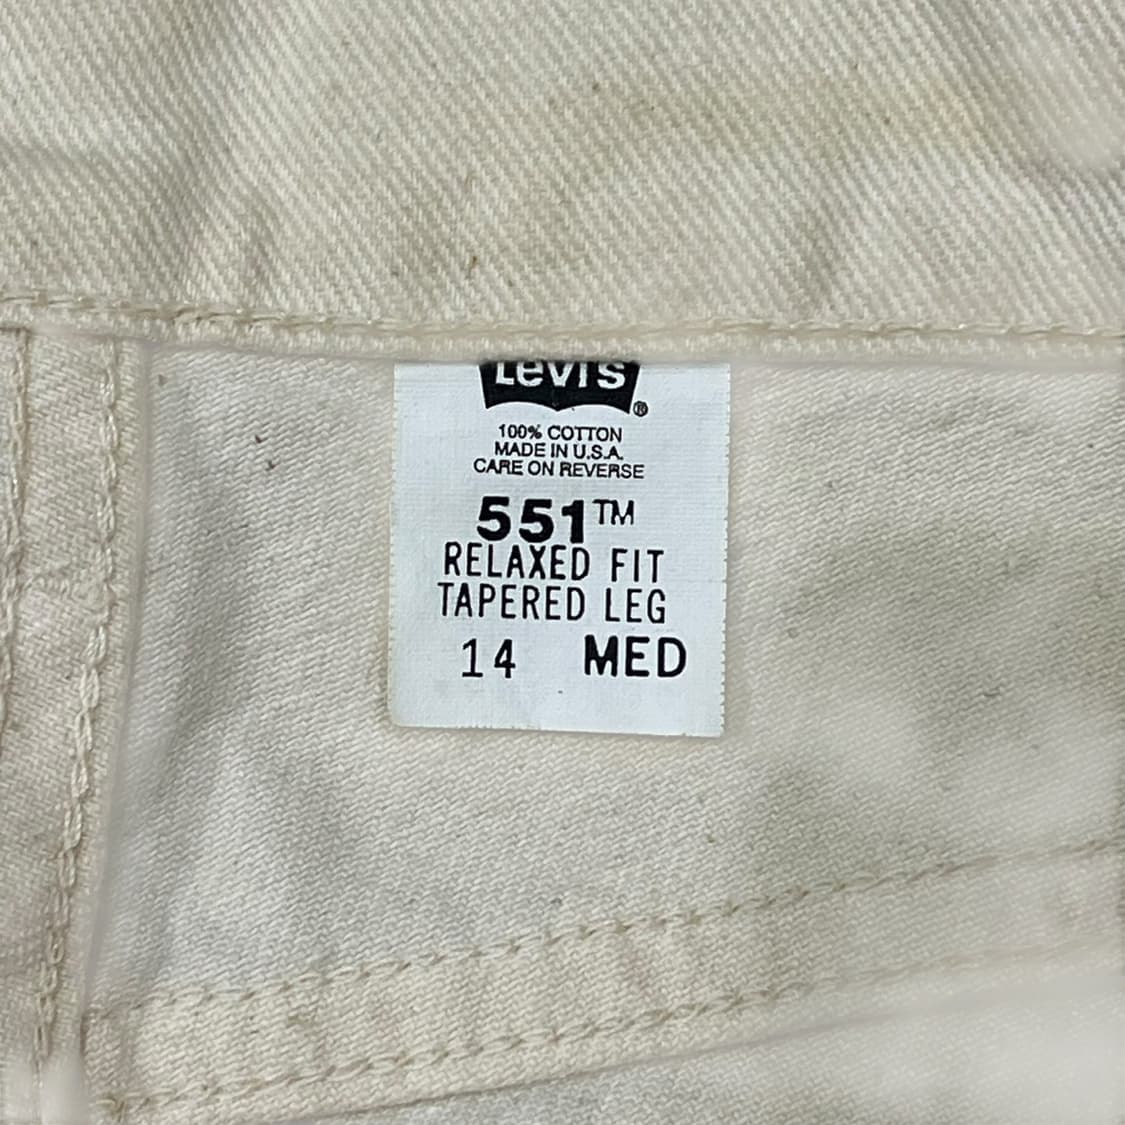 Levi's
®
100% COTTON
MADE IN U.S.A.
CARE ON REVERSE
551™
RELAXED FIT
TAPERED LEG
14 MED